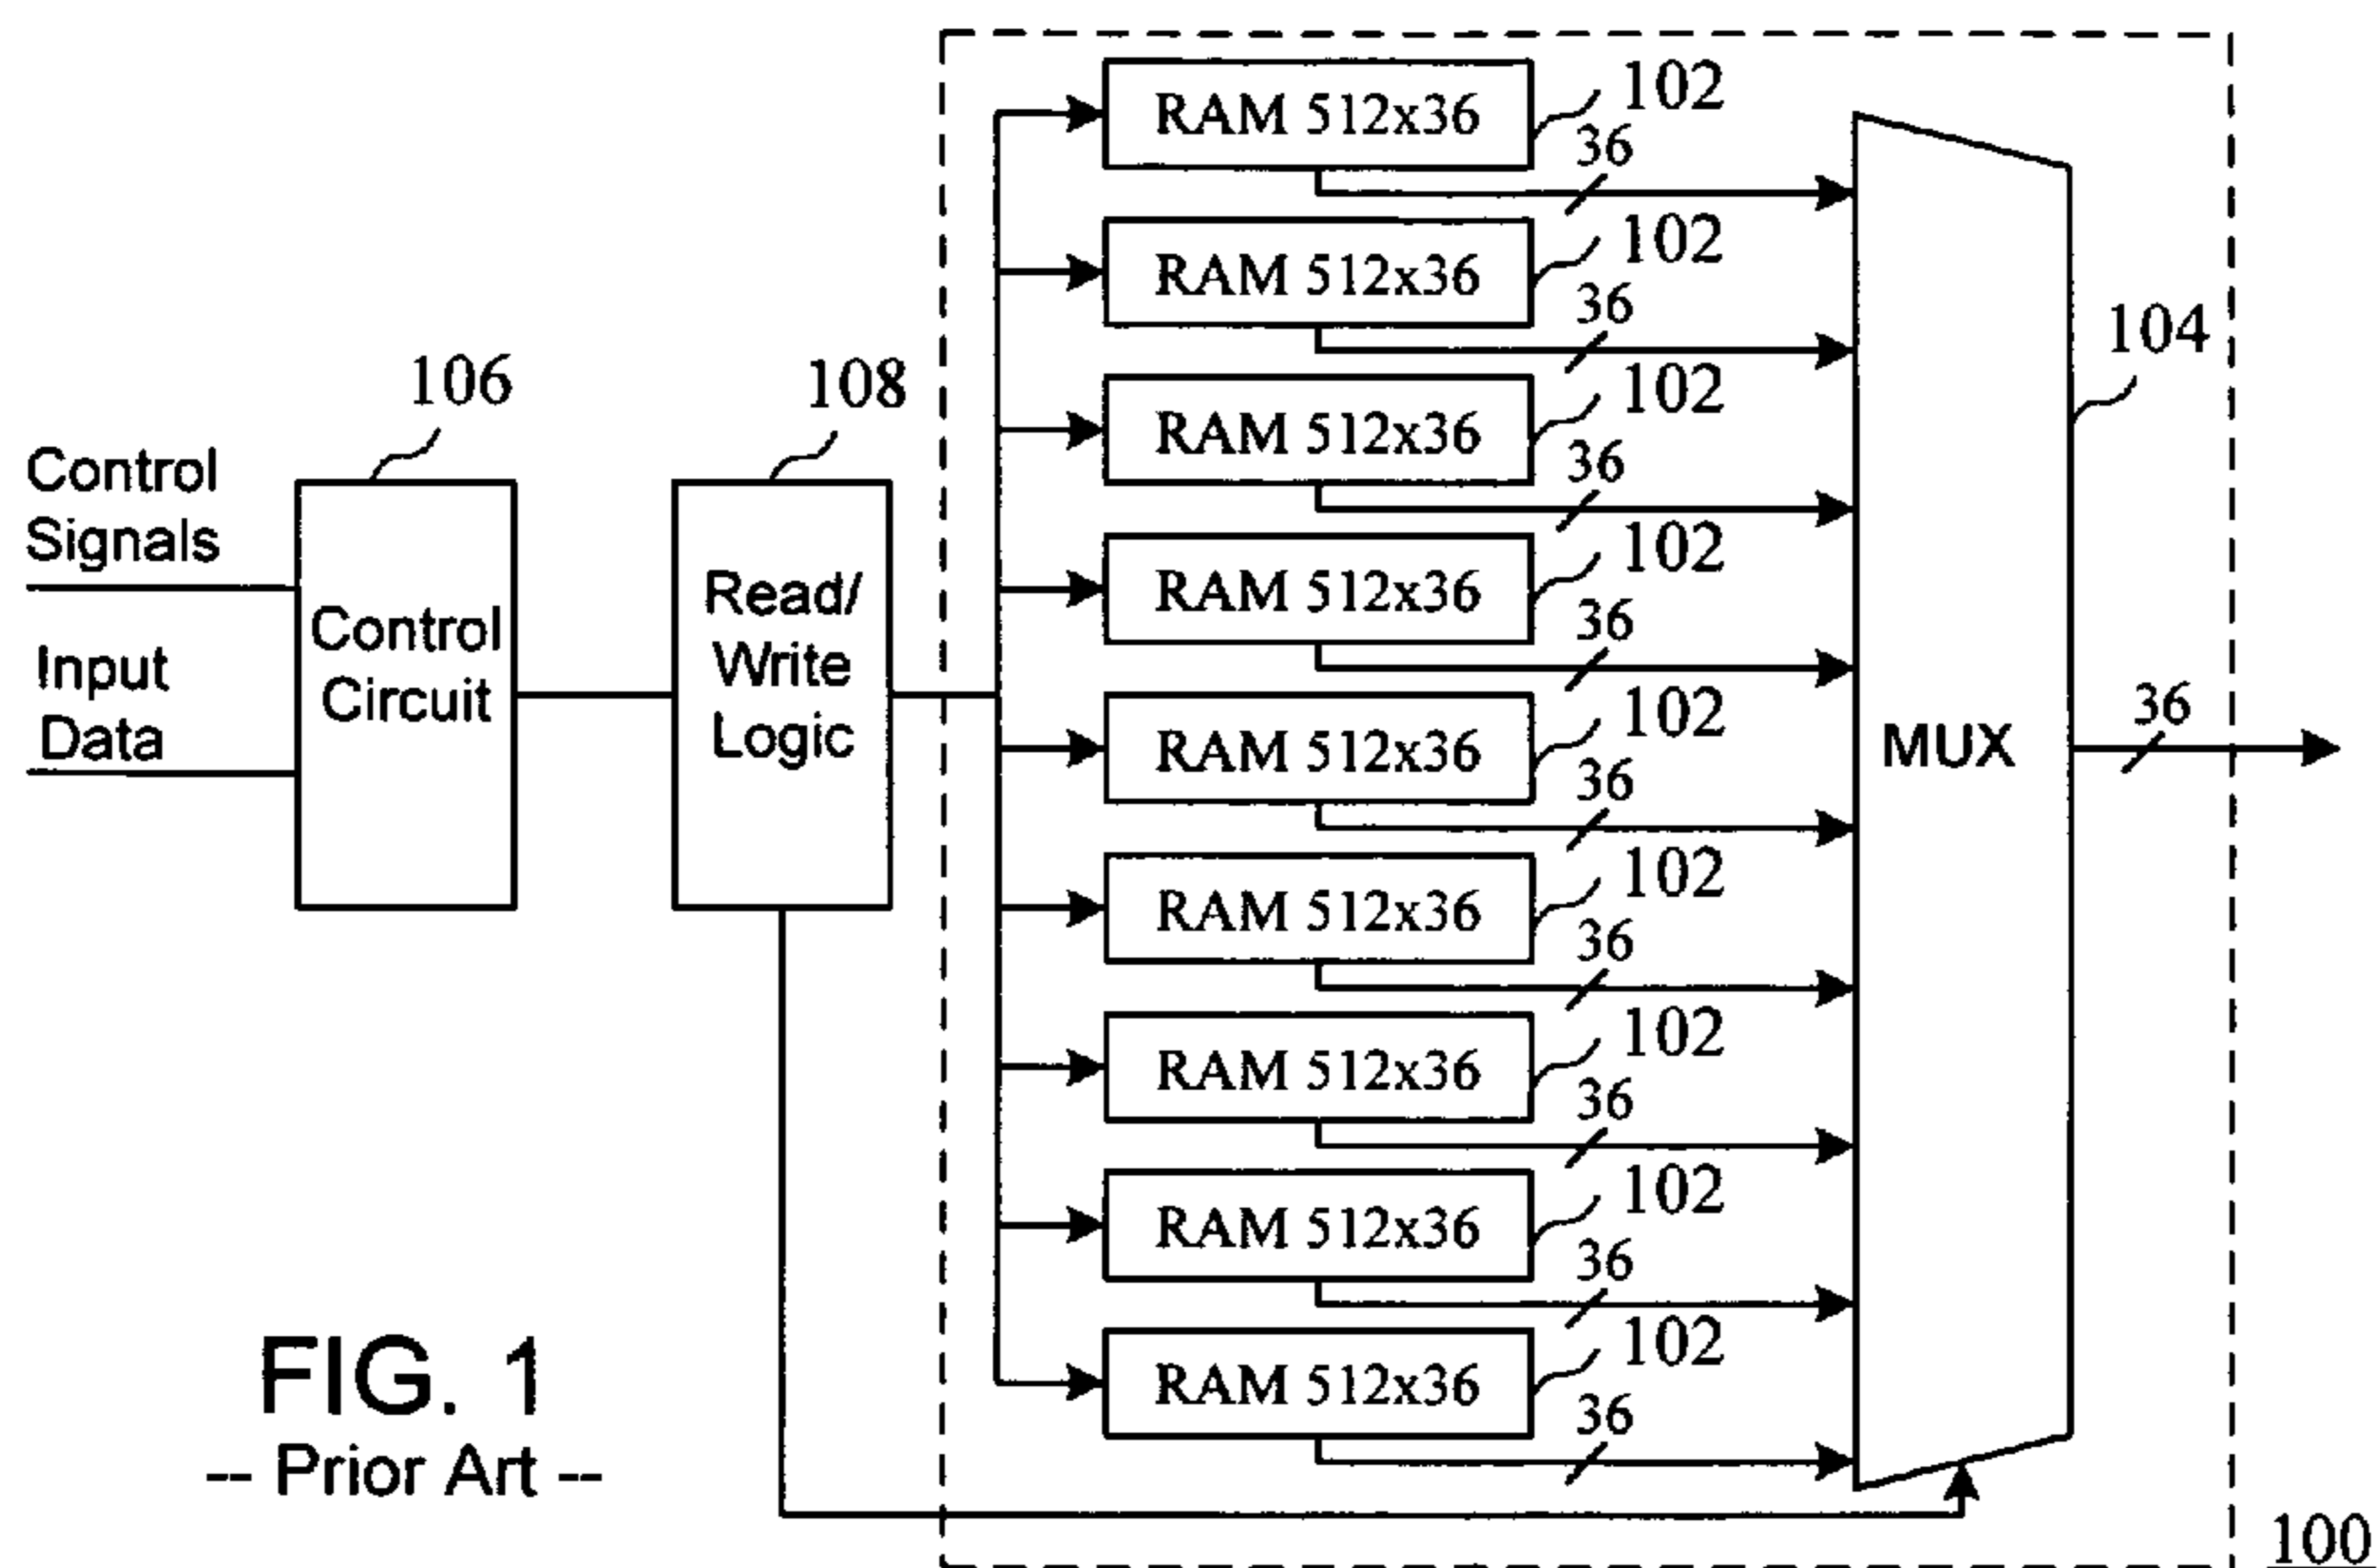 106
Control
Signals
Input
Data
Control
Circuit
108
Read/
Write
Logic
RAM 512x36
102
36
RAM 512x36
102
36
RAM 512x36
102
36
RAM 512x36
102
36
RAM 512x36
102
36
RAM 512x36
102
36
RAM 512x36
102
36
RAM 512x36
102
36
RAM 512x36
102
36
MUX
104
36
100
FIG. 1
-- Prior Art --